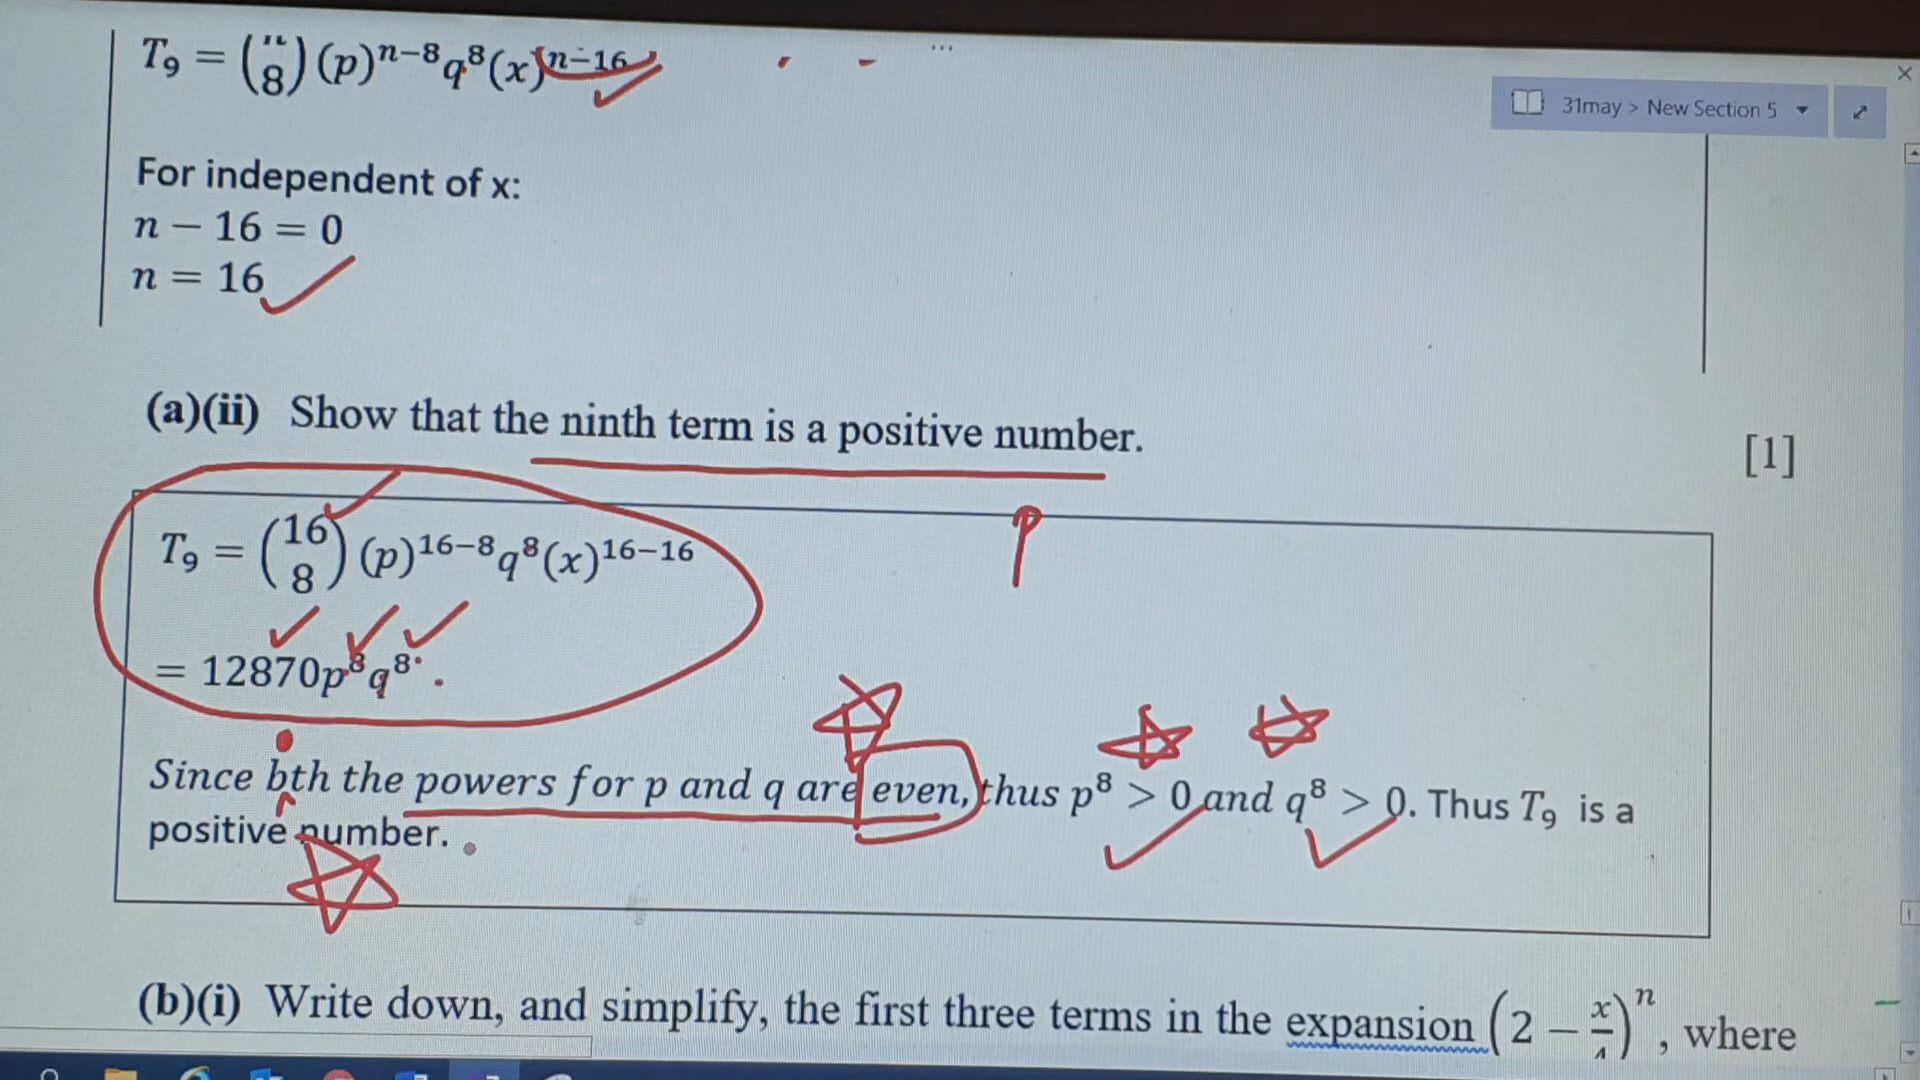 T₉ = (n 8) (p)ⁿ⁻⁸q⁸(x)ⁿ⁻¹⁶
31may > New Section 5
For independent of x:
n − 16 = 0
n = 16
(a)(ii) Show that the ninth term is a positive number.
[1]
p
T₉ = (16 8) (p)¹⁶⁻⁸q⁸(x)¹⁶⁻¹⁶
= 12870p⁸q⁸.
Since bth the powers for p and q are even, thus p⁸ > 0 and q⁸ > 0. Thus T₉ is a
positive number.
(b)(i) Write down, and simplify, the first three terms in the expansion (2 − x/4)ⁿ, where